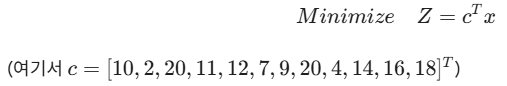 Minimize Z = c^T x
(여기서 c = [10, 2, 20, 11, 12, 7, 9, 20, 4, 14, 16, 18]^T)